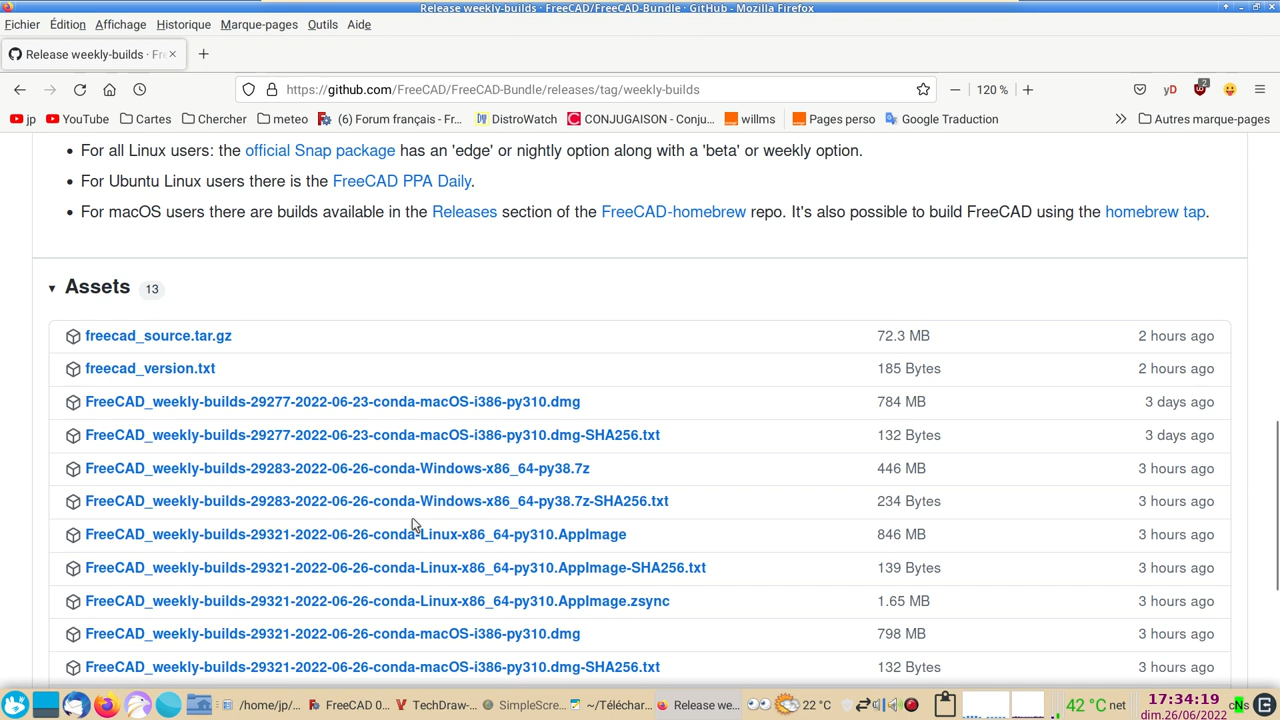 Release weekly-builds · FreeCAD/FreeCAD-Bundle · GitHub - Mozilla Firefox
Fichier Édition Affichage Historique Marque-pages Outils Aide
Release weekly-builds · Fr
https://github.com/FreeCAD/FreeCAD-Bundle/releases/tag/weekly-builds
120 %
yD
2
jp YouTube Cartes Chercher meteo (6) Forum français - Fr... DistroWatch CONJUGAISON - Conju... willms Pages perso Google Traduction Autres marque-pages
For all Linux users: the official Snap package has an 'edge' or nightly option along with a 'beta' or weekly option.
For Ubuntu Linux users there is the FreeCAD PPA Daily.
For macOS users there are builds available in the Releases section of the FreeCAD-homebrew repo. It's also possible to build FreeCAD using the homebrew tap.
Assets 13
freecad_source.tar.gz 72.3 MB 2 hours ago
freecad_version.txt 185 Bytes 2 hours ago
FreeCAD_weekly-builds-29277-2022-06-23-conda-macOS-i386-py310.dmg 784 MB 3 days ago
FreeCAD_weekly-builds-29277-2022-06-23-conda-macOS-i386-py310.dmg-SHA256.txt 132 Bytes 3 days ago
FreeCAD_weekly-builds-29283-2022-06-26-conda-Windows-x86_64-py38.7z 446 MB 3 hours ago
FreeCAD_weekly-builds-29283-2022-06-26-conda-Windows-x86_64-py38.7z-SHA256.txt 234 Bytes 3 hours ago
FreeCAD_weekly-builds-29321-2022-06-26-conda-Linux-x86_64-py310.AppImage 846 MB 3 hours ago
FreeCAD_weekly-builds-29321-2022-06-26-conda-Linux-x86_64-py310.AppImage-SHA256.txt 139 Bytes 3 hours ago
FreeCAD_weekly-builds-29321-2022-06-26-conda-Linux-x86_64-py310.AppImage.zsync 1.65 MB 3 hours ago
FreeCAD_weekly-builds-29321-2022-06-26-conda-macOS-i386-py310.dmg 798 MB 3 hours ago
FreeCAD_weekly-builds-29321-2022-06-26-conda-macOS-i386-py310.dmg-SHA256.txt 132 Bytes 3 hours ago
/home/jp/... FreeCAD 0... TechDraw-... SimpleScre... ~/Téléchar... Release we... 22 °C 42 °C net 17:34:19 cNs
dim.26/06/2022